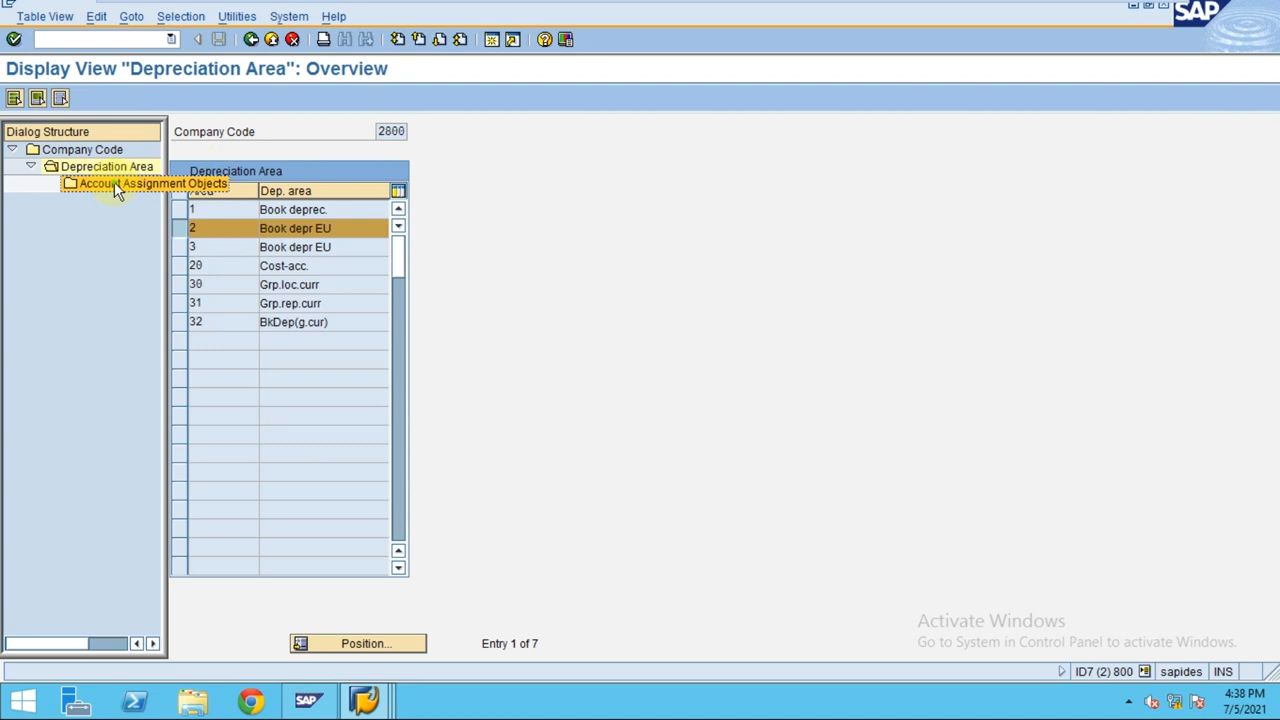 Table View Edit Goto Selection Utilities System Help
SAP
Display View "Depreciation Area": Overview
Dialog Structure
Company Code
Depreciation Area
Account Assignment Objects
Company Code 2800
Depreciation Area
Dep. area
1 Book deprec.
2 Book depr EU
3 Book depr EU
20 Cost-acc.
30 Grp.loc.curr
31 Grp.rep.curr
32 BkDep(g.cur)
Position... Entry 1 of 7
Activate Windows
Go to System in Control Panel to activate Windows.
ID7 (2) 800 sapides INS
SAP
4:38 PM
7/5/2021